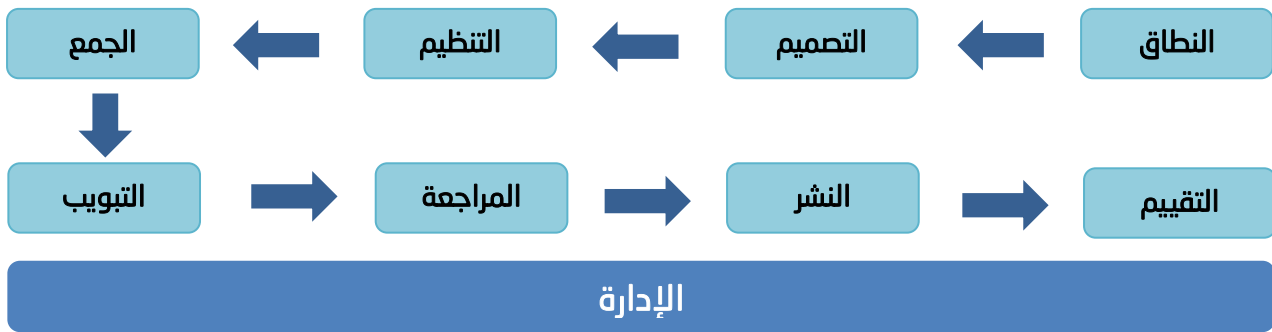 النطاق
التصميم
التنظيم
الجمع
التبويب
المراجعة
النشر
التقييم
الإدارة